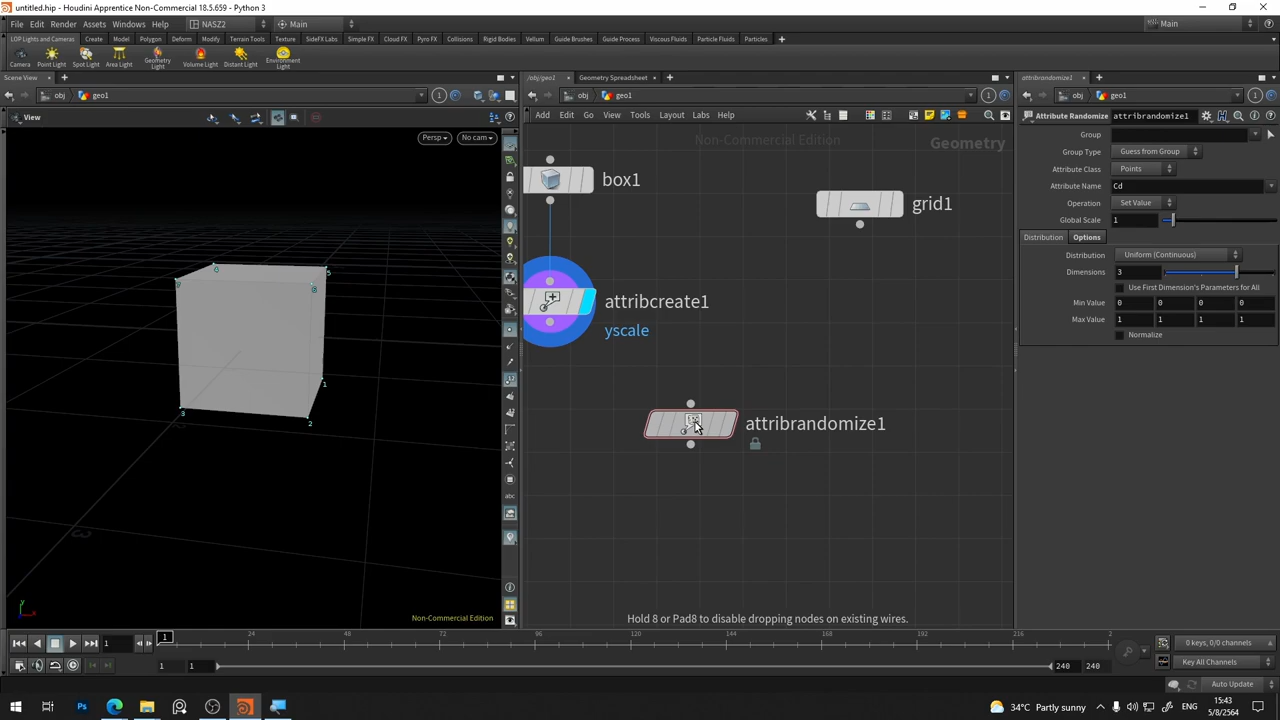 untitled.hip - Houdini Apprentice Non-Commercial 18.5.659 - Python 3
File Edit Render Assets Windows Help NASZ2 Main Main
LOP Lights and Cameras Create Model Polygon Deform Modify Terrain Tools Texture SideFX Labs Simple FX Cloud FX Pyro FX Collisions Rigid Bodies Vellum Guide Brushes Guide Process Viscous Fluids Particle Fluids Particles
Camera Point Light Spot Light Area Light Geometry Light Volume Light Distant Light Environment Light
Scene View
/obj/geo1 Geometry Spreadsheet
attribrandomize1
obj geo1
obj geo1
obj geo1
View
Persp No cam
Non-Commercial Edition
Add Edit Go View Tools Layout Labs Help
Non-Commercial Edition
Geometry
box1
grid1
attribcreate1
yscale
attribrandomize1
Hold 8 or Pad8 to disable dropping nodes on existing wires.
Attribute Randomize attribrandomize1
Group
Group Type Guess from Group
Attribute Class Points
Attribute Name Cd
Operation Set Value
Global Scale 1
Distribution Options
Distribution Uniform (Continuous)
Dimensions 3
Use First Dimension's Parameters for All
Min Value 0 0 0 0
Max Value 1 1 1 1
Normalize
1 1 24 48 72 96 120 144 168 192 216 2
1 1 240 240
0 keys, 0/0 channels
Key All Channels
Auto Update
34°C Partly sunny
15:43
5/8/2564